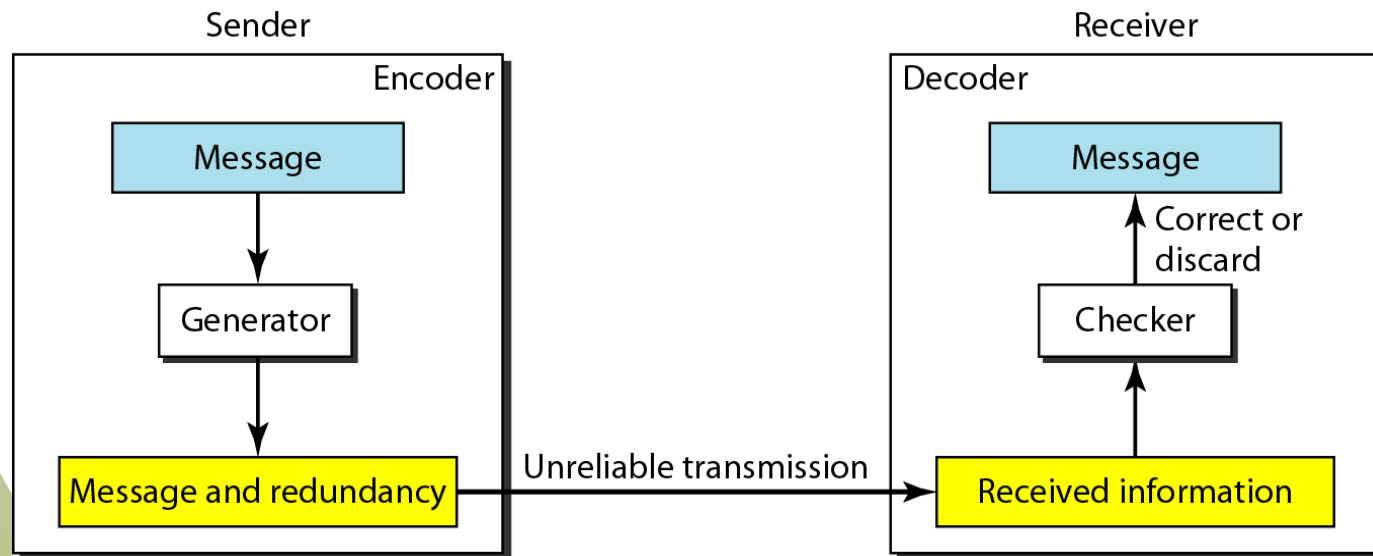 Sender
Receiver
Encoder
Decoder
Message
Message
Correct or
discard
Generator
Checker
Unreliable transmission
Message and redundancy
Received information